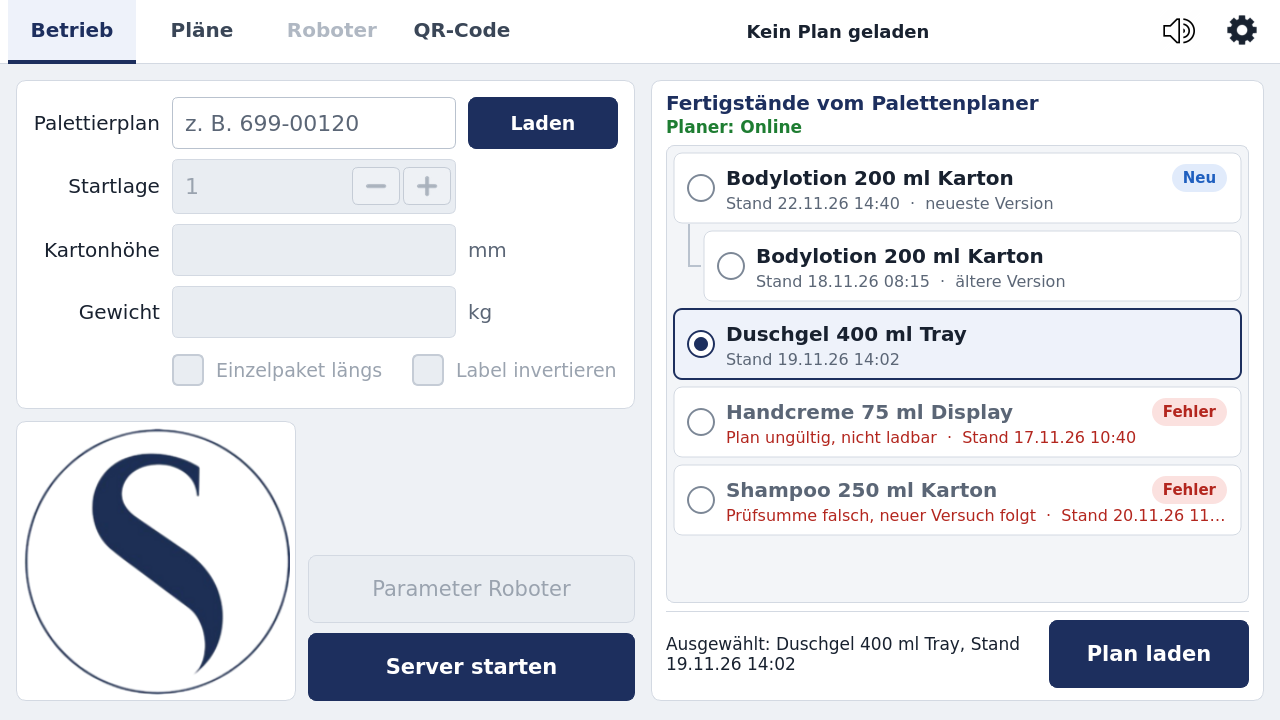 Betrieb
Pläne
Roboter
QR-Code
Kein Plan geladen
Palettierplan
z. B. 699-00120
Laden
Startlage
1
Kartonhöhe
mm
Gewicht
kg
Einzelpaket längs
Label invertieren
Parameter Roboter
Server starten
Fertigstände vom Palettenplaner
Planer: Online
Bodylotion 200 ml Karton
Neu
Stand 22.11.26 14:40 · neueste Version
Bodylotion 200 ml Karton
Stand 18.11.26 08:15 · ältere Version
Duschgel 400 ml Tray
Stand 19.11.26 14:02
Handcreme 75 ml Display
Fehler
Plan ungültig, nicht ladbar · Stand 17.11.26 10:40
Shampoo 250 ml Karton
Fehler
Prüfsumme falsch, neuer Versuch folgt · Stand 20.11.26 11…
Ausgewählt: Duschgel 400 ml Tray, Stand
19.11.26 14:02
Plan laden